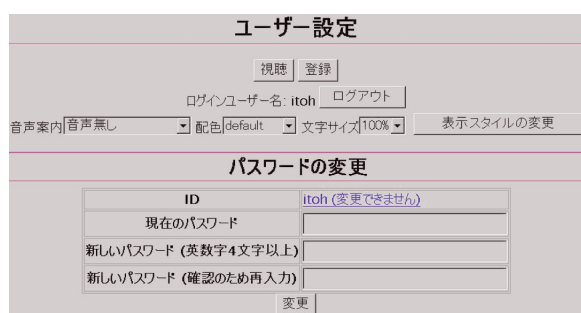 ユーザー設定
視聴 登録
ログインユーザー名: itoh ログアウト
音声案内 音声無し 配色 default 文字サイズ 100% 表示スタイルの変更
パスワードの変更
ID itoh (変更できません)
現在のパスワード
新しいパスワード (英数字4文字以上)
新しいパスワード (確認のため再入力)
変更